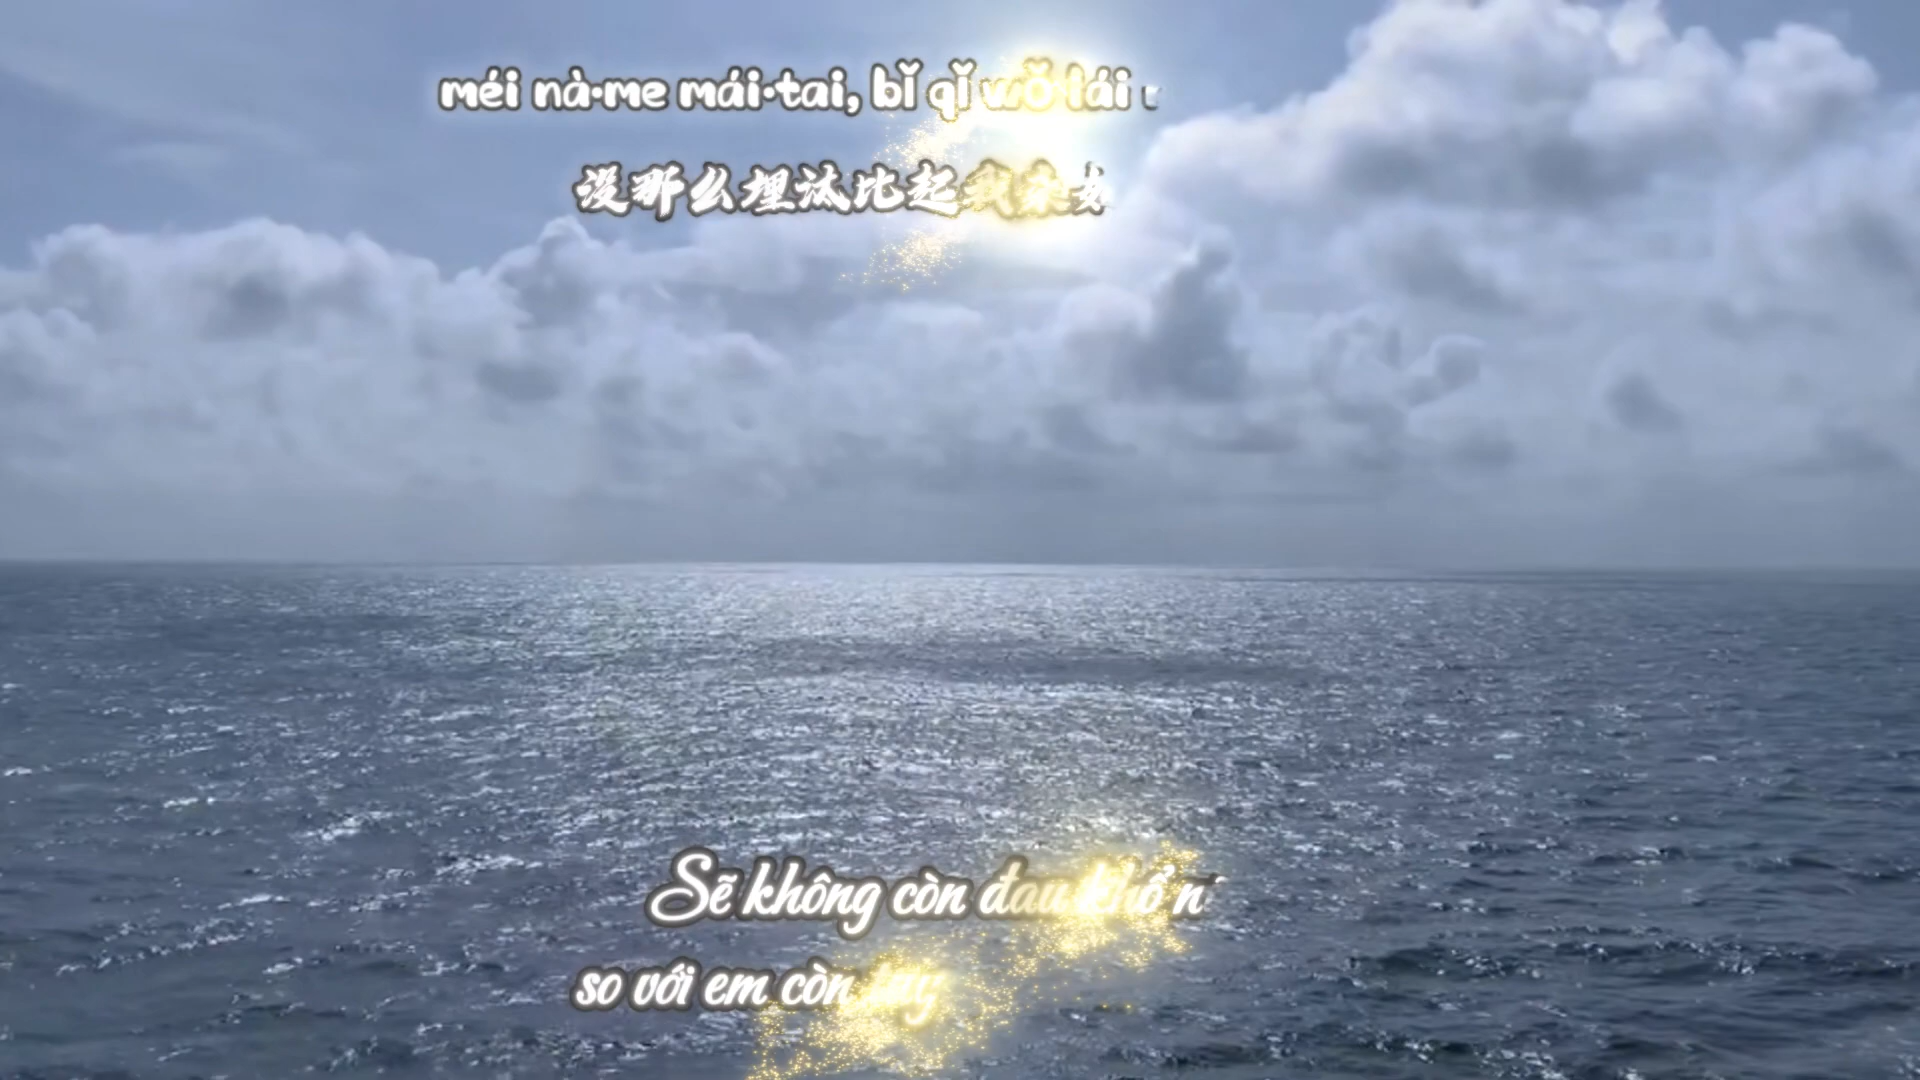 méi nà·me mái·tai, bǐ qǐ wǒ lái
没那么埋汰比起我来
Sẽ không còn đau khổ
so với em còn